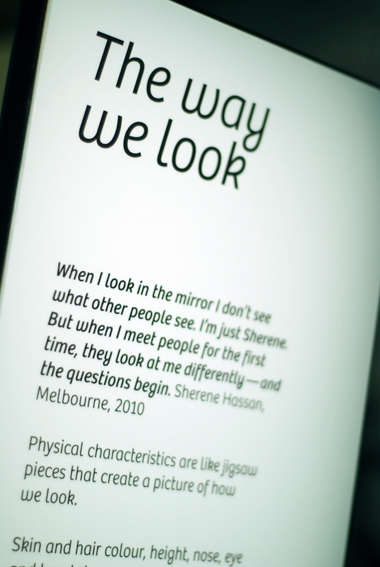 The way
we look
When I look in the mirror I don't see
what other people see. I'm just Sherene.
But when I meet people for the first
time, they look at me differently — and
the questions begin. Sherene Hassan,
Melbourne, 2010
Physical characteristics are like jigsaw
pieces that create a picture of how
we look.
Skin and hair colour, height, nose, eye
and